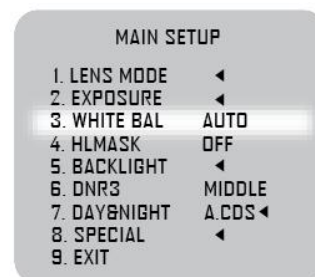 MAIN SETUP
1. LENS MODE ◄
2. EXPOSURE ◄
3. WHITE BAL AUTO
4. HLMASK OFF
5. BACKLIGHT ◄
6. DNR3 MIDDLE
7. DAY&NIGHT A.CDS◄
8. SPECIAL ◄
9. EXIT